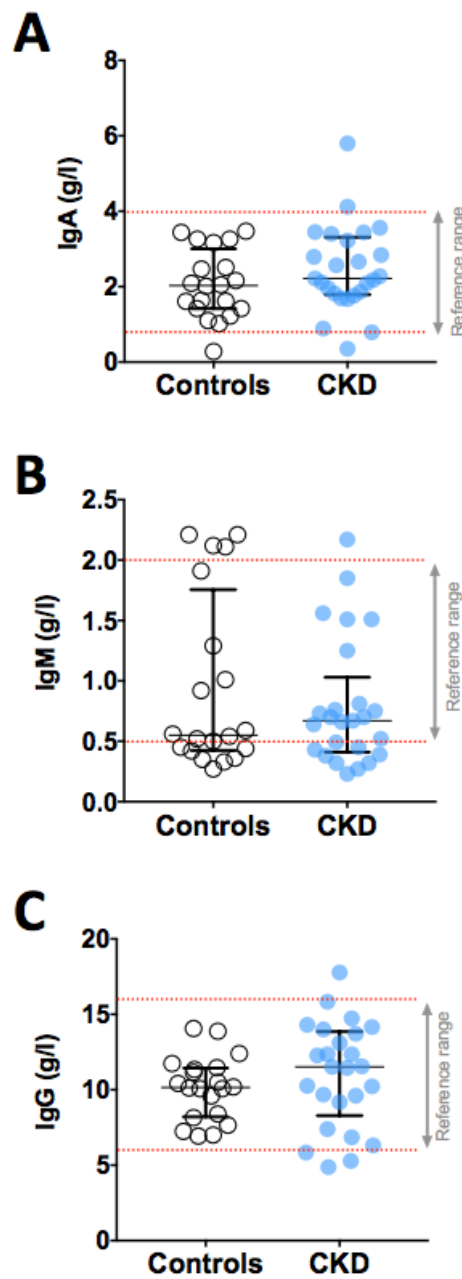 A
8
6
4
2
0
IgA (g/l)
Reference range
Controls
CKD
B
2.5
2.0
1.5
1.0
0.5
0.0
IgM (g/l)
Reference range
Controls
CKD
C
20
15
10
5
0
IgG (g/l)
Reference range
Controls
CKD